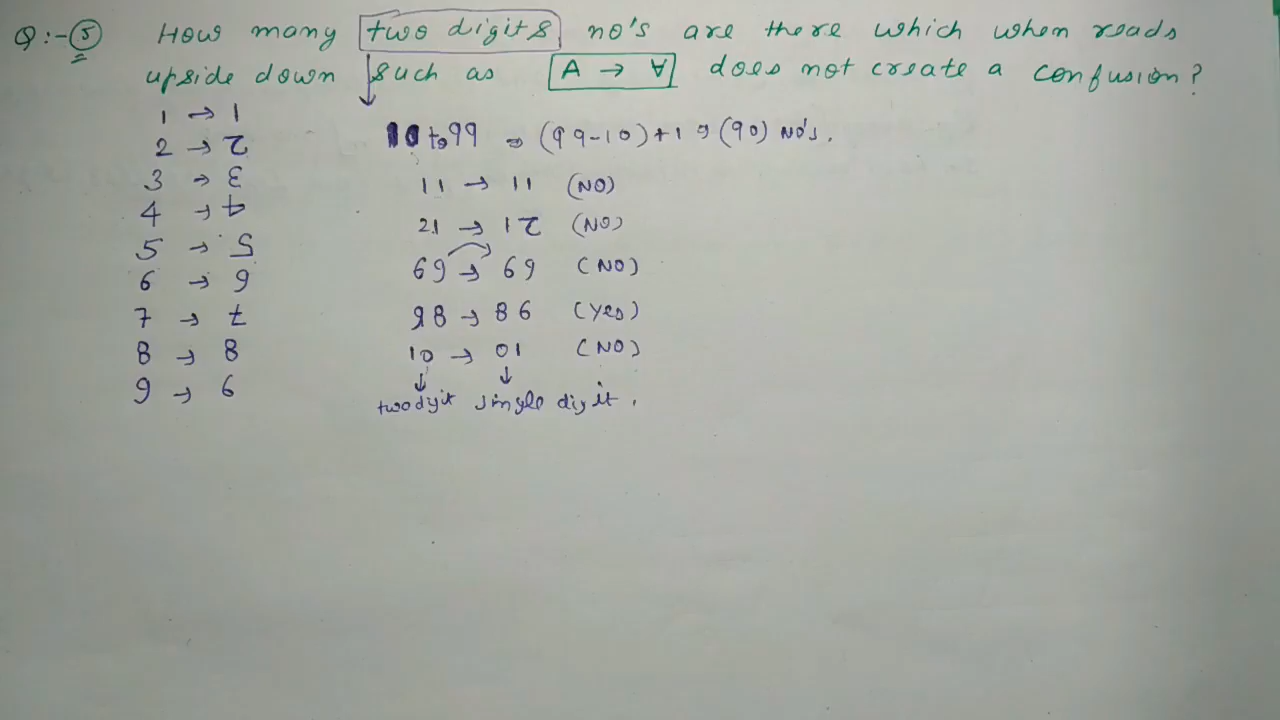 Q:-(5) How many two digits no's are there which when reads
upside down such as A → ∀ does not create a confusion?
1 → 1
2 → 2
3 → 3
4 → 4
5 → 5
6 → 9
7 → 7
8 → 8
9 → 6
10 to 99 ⇒ (99-10)+1 ⇒ (90) NO's.
11 → 11 (NO)
21 → 12 (NO)
69 → 69 (NO)
98 → 86 (Yes)
10 → 01 (NO)
two dyit single digit.